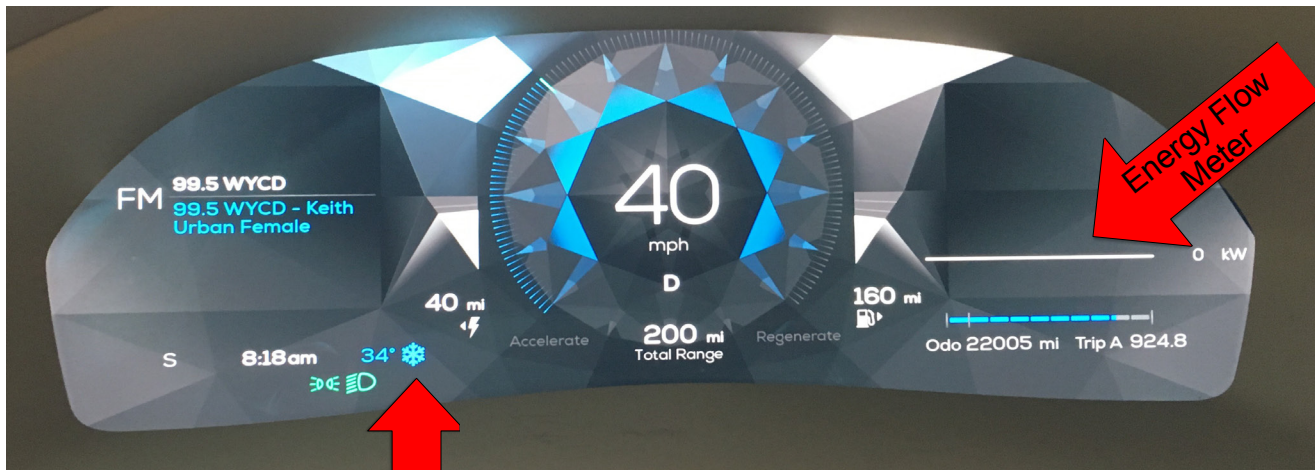 FM 99.5 WYCD
99.5 WYCD - Keith
Urban Female
40
mph
D
40 mi
200 mi
Total Range
160 mi
Accelerate
Regenerate
S 8:18am 34°
Energy Flow
Meter
0 kW
Odo 22005 mi Trip A 924.8